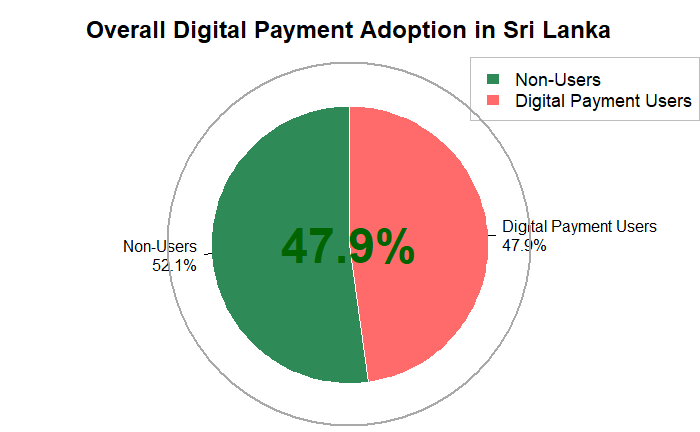 Overall Digital Payment Adoption in Sri Lanka
Non-Users
Digital Payment Users
Digital Payment Users
47.9%
47.9%
Non-Users
52.1%